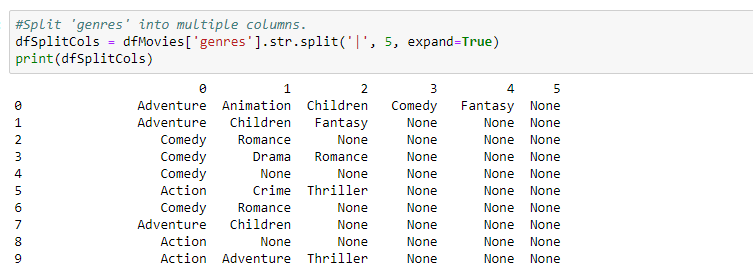 #Split 'genres' into multiple columns.
dfSplitCols = dfMovies['genres'].str.split('|', 5, expand=True)
print(dfSplitCols)
0 1 2 3 4 5
0 Adventure Animation Children Comedy Fantasy None
1 Adventure Children Fantasy None None None
2 Comedy Romance None None None None
3 Comedy Drama Romance None None None
4 Comedy None None None None None
5 Action Crime Thriller None None None
6 Comedy Romance None None None None
7 Adventure Children None None None None
8 Action None None None None None
9 Action Adventure Thriller None None None